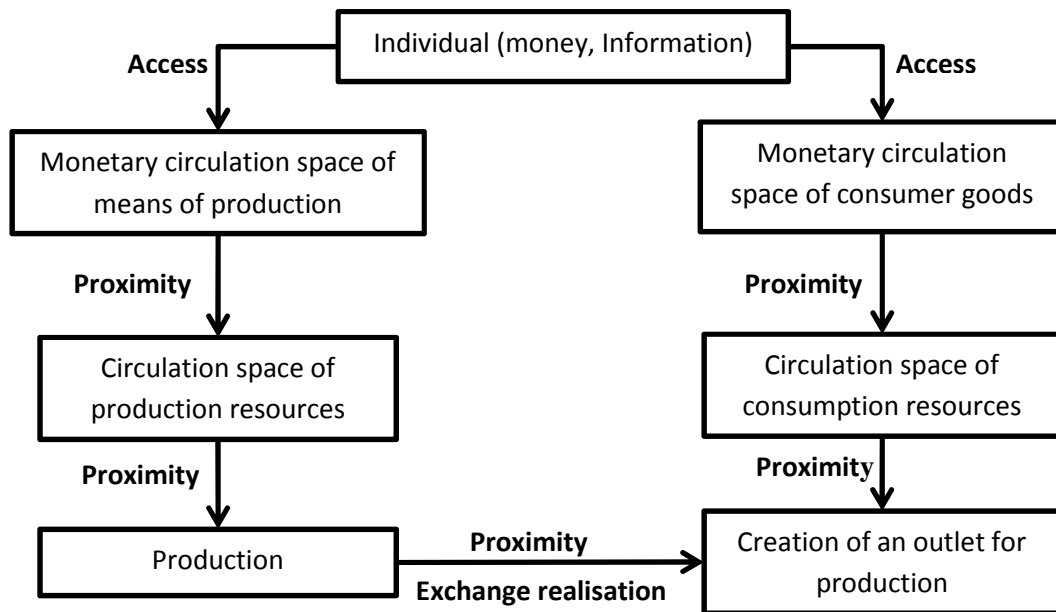 Individual (money, Information)
Access
Access
Monetary circulation space of
means of production
Monetary circulation
space of consumer goods
Proximity
Proximity
Circulation space of
production resources
Circulation space of
consumption resources
Proximity
Proximity
Production
Proximity
Exchange realisation
Creation of an outlet for
production